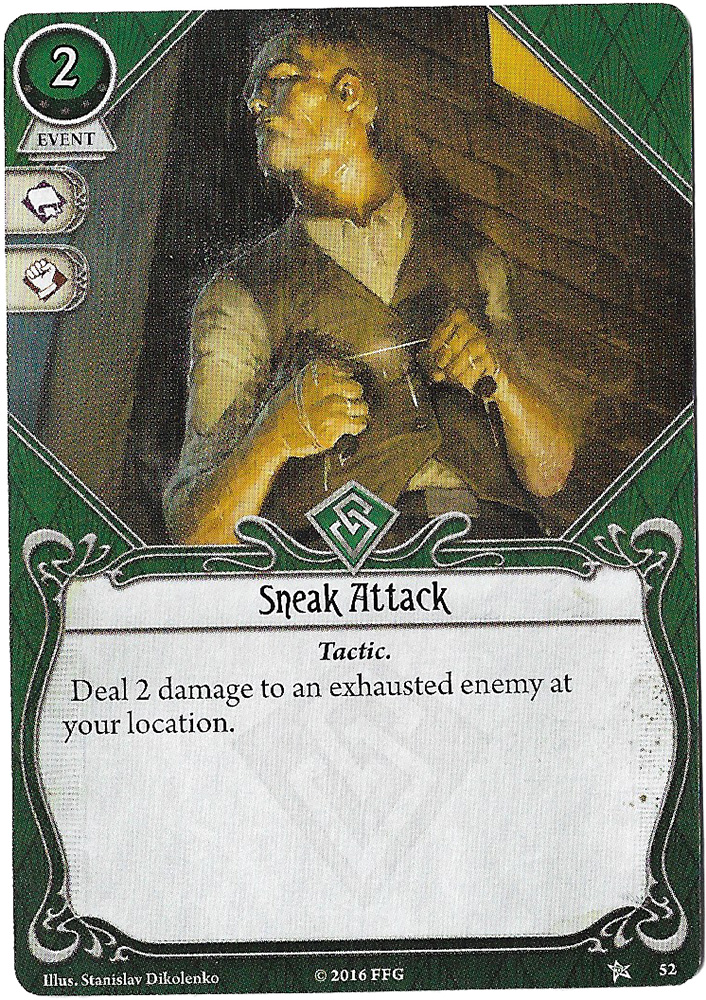 2
EVENT
Sneak Attack
Tactic.
Deal 2 damage to an exhausted enemy at
your location.
Illus. Stanislav Dikolenko
© 2016 FFG
52